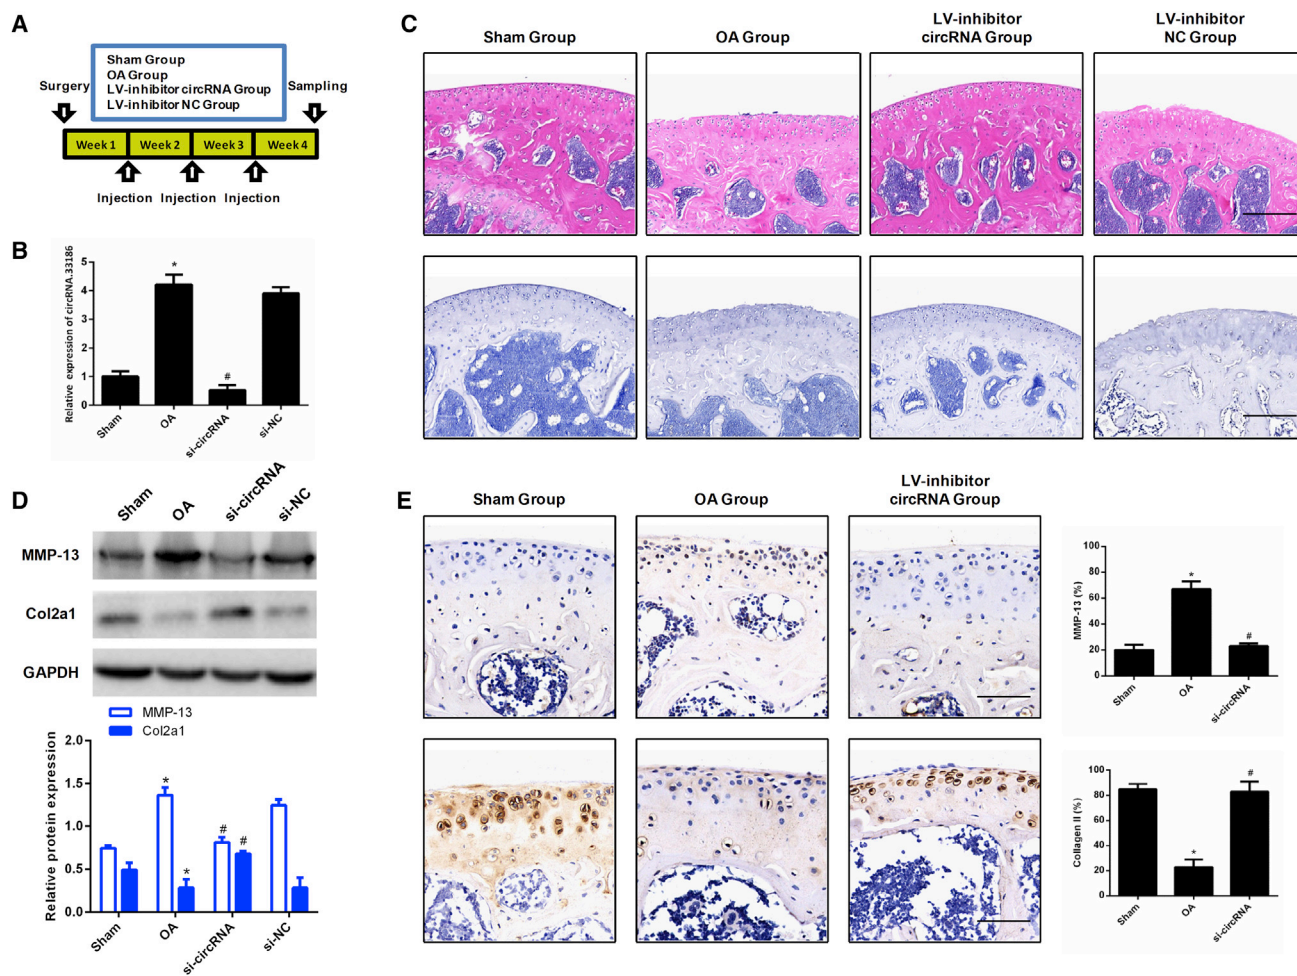 A
Sham Group
OA Group
LV-inhibitor circRNA Group
LV-inhibitor NC Group
Surgery
Sampling
Week 1
Week 2
Week 3
Week 4
Injection
Injection
Injection
B
Relative expression of circRNA.33186
5
4
3
2
1
0
*
#
Sham
OA
si-circRNA
si-NC
C
Sham Group
OA Group
LV-inhibitor
circRNA Group
LV-inhibitor
NC Group
D
Sham
OA
si-circRNA
si-NC
MMP-13
Col2a1
GAPDH
MMP-13
Col2a1
Relative protein expression
2.0
1.5
1.0
0.5
0.0
*
*
#
#
Sham
OA
si-circRNA
si-NC
E
Sham Group
OA Group
LV-inhibitor
circRNA Group
MMP-13 (%)
100
80
60
40
20
0
*
#
Sham
OA
si-circRNA
Collagen II (%)
100
80
60
40
20
0
*
#
Sham
OA
si-circRNA